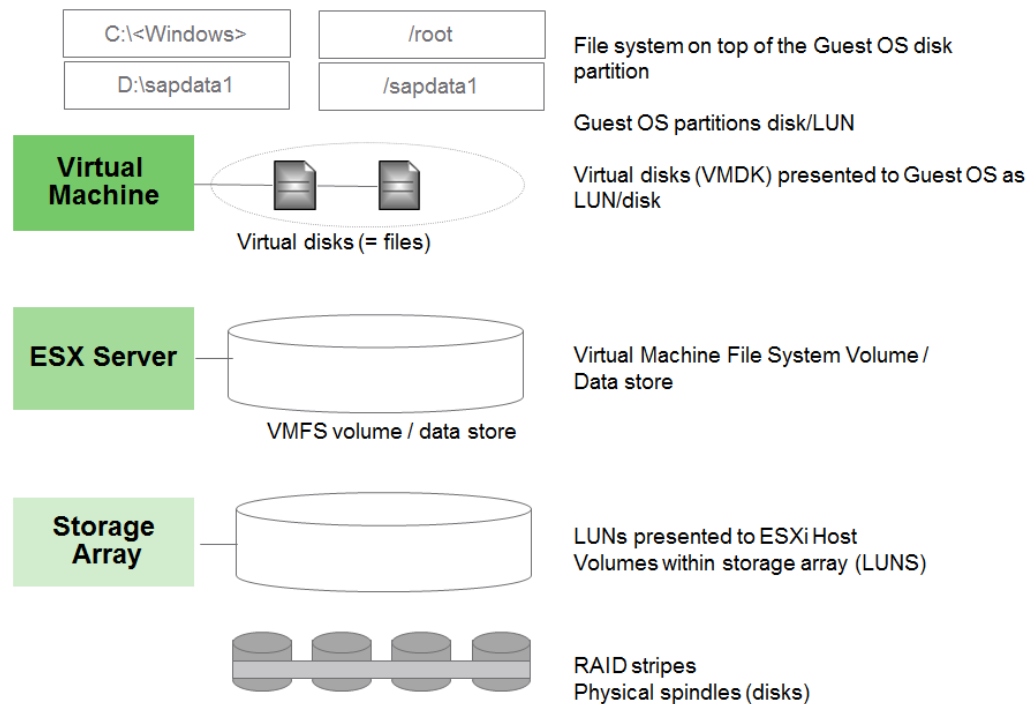 C:\<Windows>
/root
D:\sapdata1
/sapdata1
File system on top of the Guest OS disk
partition
Guest OS partitions disk/LUN
Virtual
Machine
Virtual disks (VMDK) presented to Guest OS as
LUN/disk
Virtual disks (= files)
ESX Server
Virtual Machine File System Volume /
Data store
VMFS volume / data store
Storage
Array
LUNs presented to ESXi Host
Volumes within storage array (LUNS)
RAID stripes
Physical spindles (disks)